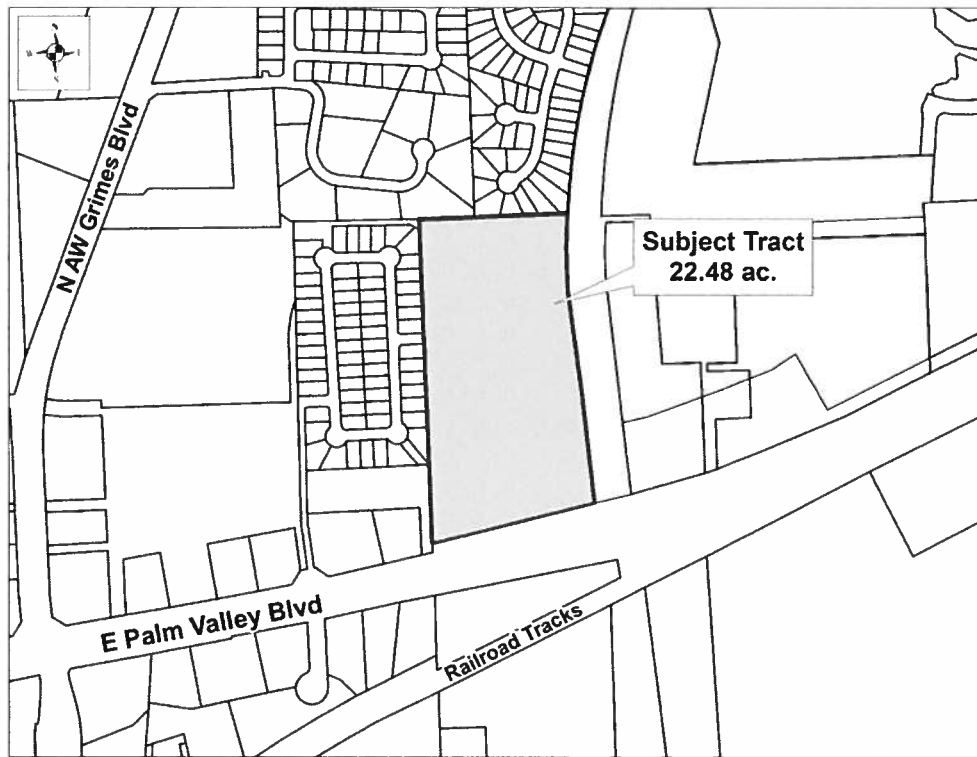 N AW Grimes Blvd
Subject Tract
22.48 ac.
E Palm Valley Blvd
Railroad Tracks